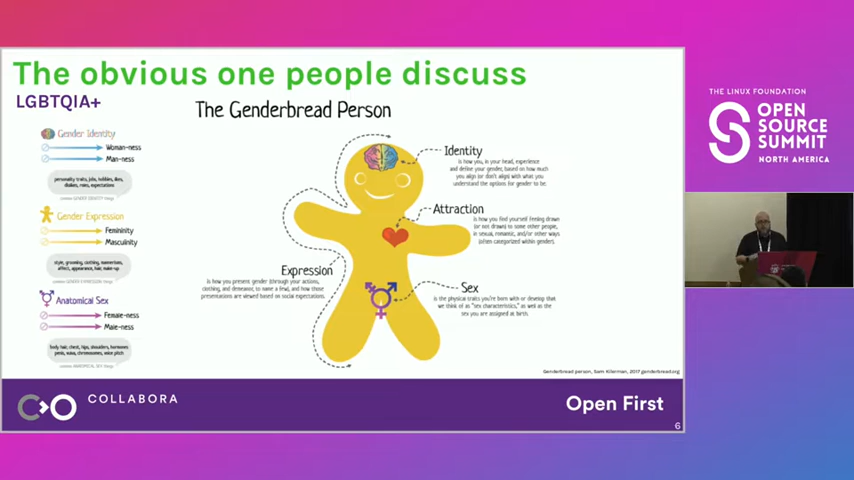 The obvious one people discuss
LGBTQIA+
The Genderbread Person
Gender Identity
Woman-ness
Man-ness
personality traits, jobs, hobbies, likes,
dislikes, roles, expectations
Gender Expression
Femininity
Masculinity
style, grooming, clothing, mannerisms,
affect, appearance, hair, make-up
Anatomical Sex
Female-ness
Male-ness
body hair, chest, hips, shoulders, hormones
penis, vulva, chromosomes, voice pitch
Identity
is how you, in your head, experience
and define your gender, based on how much
you align (or don't align) with what you
understand the options for gender to be.
Attraction
is how you find yourself feeling drawn
(or not drawn) to some other people,
in sexual, romantic, and/or other ways
(often categorized within gender).
Expression
is how you present gender (through your actions,
clothing, and demeanor, to name a few), and how those
presentations are viewed based on social expectations.
Sex
is the physical traits you're born with or develop that
we think of as "sex characteristics," as well as the
sex you are assigned at birth.
Genderbread person, Sam Killerman, 2017 genderbread.org
COLLABORA
Open First
6
THE LINUX FOUNDATION
OPEN
SOURCE
SUMMIT
NORTH AMERICA